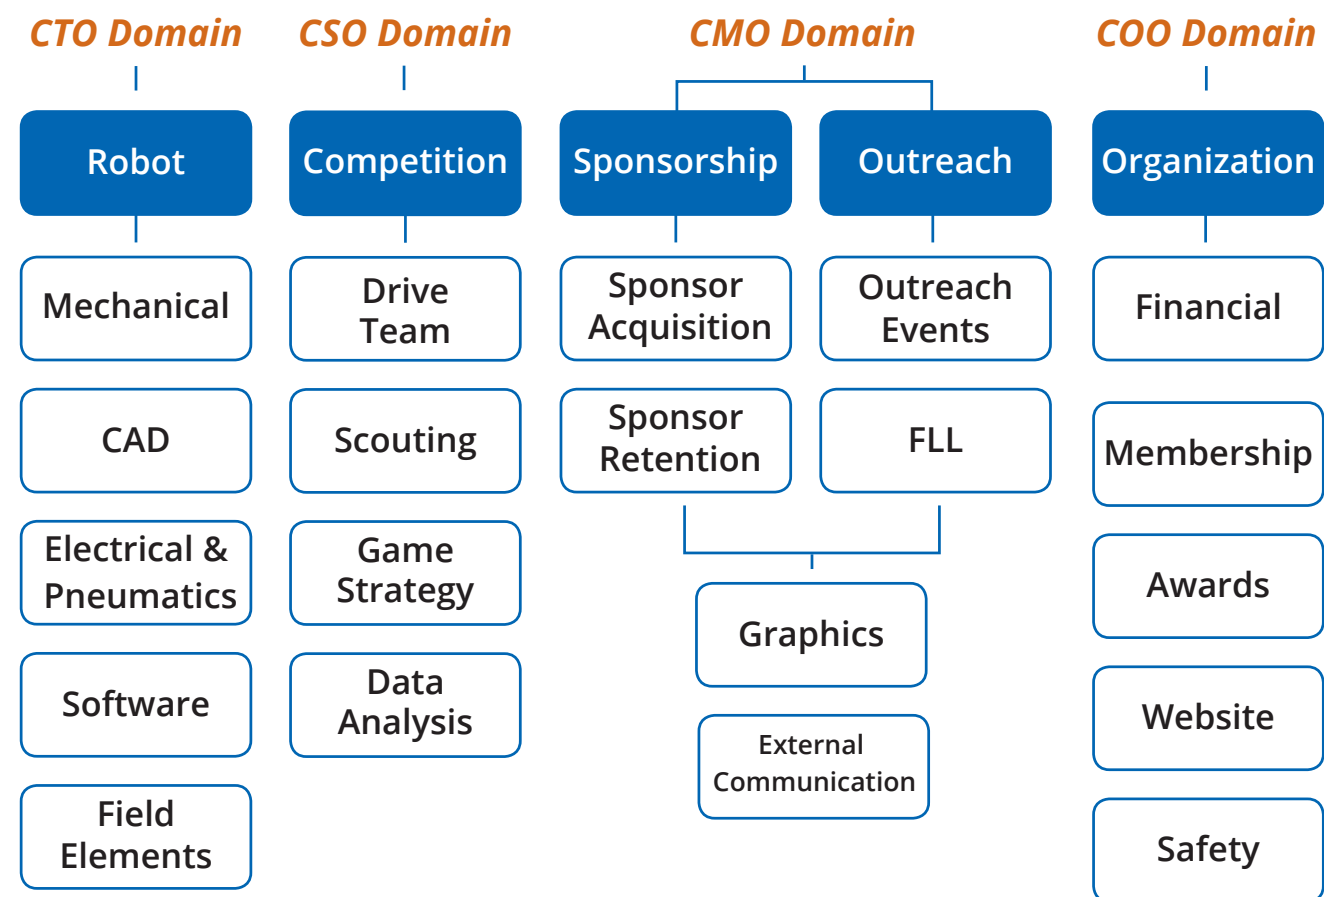 CTO Domain
CSO Domain
CMO Domain
COO Domain
Robot
Competition
Sponsorship
Outreach
Organization
Mechanical
Drive
Team
Sponsor
Acquisition
Outreach
Events
Financial
CAD
Scouting
Sponsor
Retention
FLL
Membership
Electrical &
Pneumatics
Game
Strategy
Graphics
Awards
Software
Data
Analysis
External
Communication
Website
Field
Elements
Safety